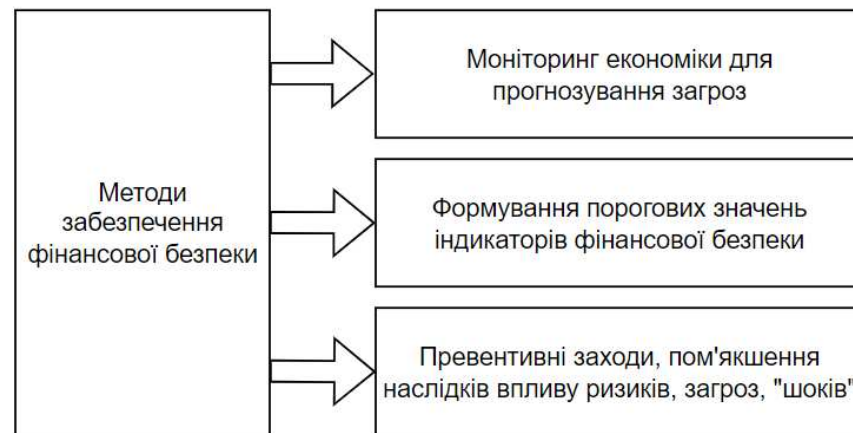 Методи
забезпечення
фінансової безпеки
Моніторинг економіки для
прогнозування загроз
Формування порогових значень
індикаторів фінансової безпеки
Превентивні заходи, пом'якшення
наслідків впливу ризиків, загроз, "шоків"